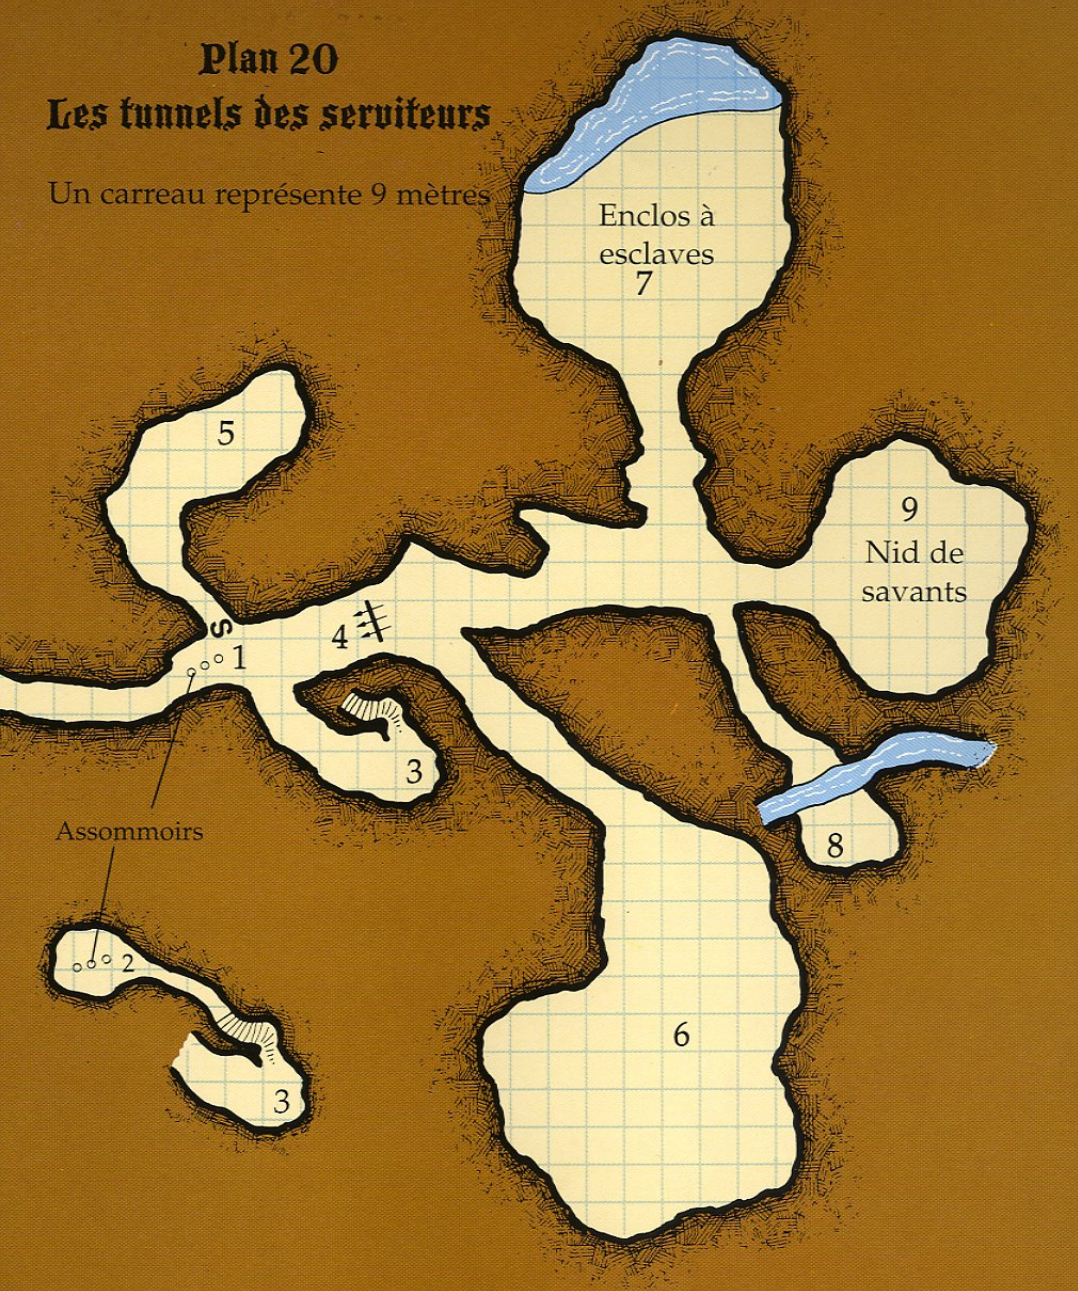 Plan 20
Les tunnels des serviteurs
Un carreau représente 9 mètres
Enclos à
esclaves
7
5
9
Nid de
savants
S
4
1
3
Assommoirs
8
2
6
3